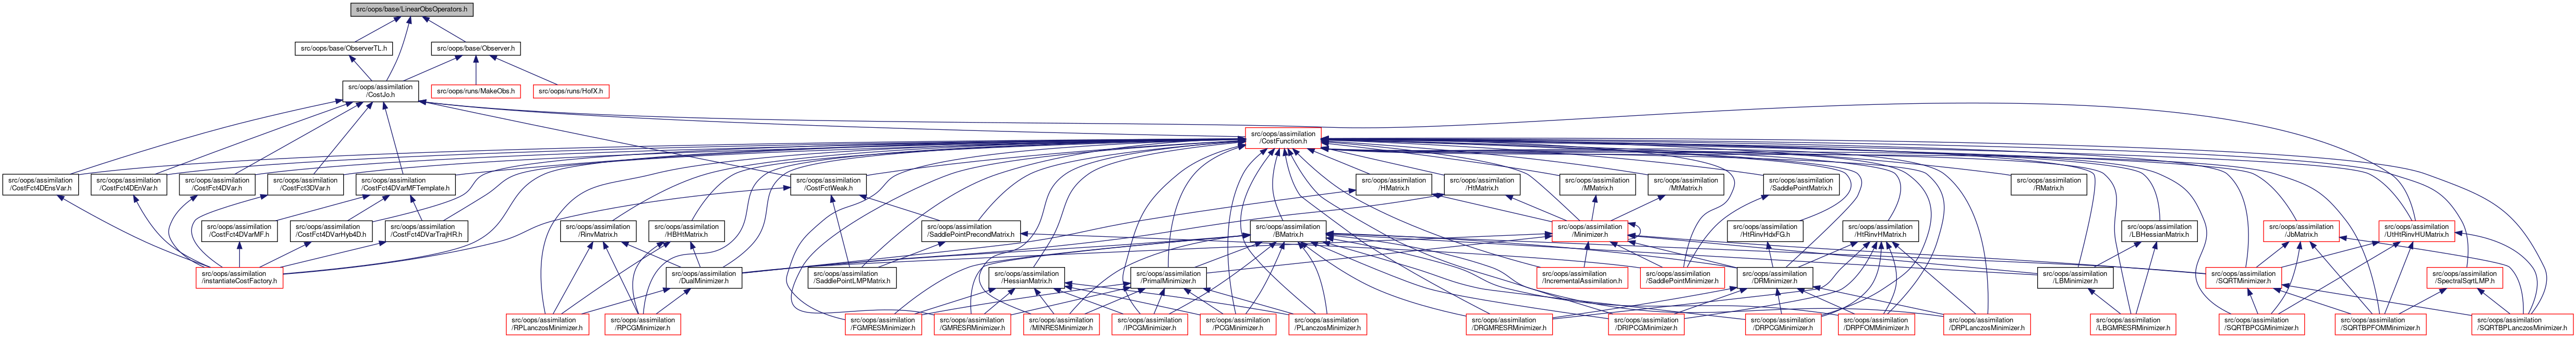 src/oops/base/LinearObsOperators.h
src/oops/base/ObserverTL.h
src/oops/base/Observer.h
src/oops/assimilation
/CostJo.h
src/oops/runs/MakeObs.h
src/oops/runs/HofX.h
src/oops/assimilation
/CostFunction.h
src/oops/assimilation
/CostFct4DEnsVar.h
src/oops/assimilation
/CostFct4DEnVar.h
src/oops/assimilation
/CostFct4DVar.h
src/oops/assimilation
/CostFct3DVar.h
src/oops/assimilation
/CostFct4DVarMFTemplate.h
src/oops/assimilation
/CostFctWeak.h
src/oops/assimilation
/HMatrix.h
src/oops/assimilation
/HtMatrix.h
src/oops/assimilation
/MMatrix.h
src/oops/assimilation
/MtMatrix.h
src/oops/assimilation
/SaddlePointMatrix.h
src/oops/assimilation
/RMatrix.h
src/oops/assimilation
/CostFct4DVarMF.h
src/oops/assimilation
/CostFct4DVarHyb4D.h
src/oops/assimilation
/CostFct4DVarTrajHR.h
src/oops/assimilation
/RinvMatrix.h
src/oops/assimilation
/HBHtMatrix.h
src/oops/assimilation
/SaddlePointPrecondMatrix.h
src/oops/assimilation
/BMatrix.h
src/oops/assimilation
/Minimizer.h
src/oops/assimilation
/HtRinvHdxFG.h
src/oops/assimilation
/HtRinvHMatrix.h
src/oops/assimilation
/LBHessianMatrix.h
src/oops/assimilation
/JbMatrix.h
src/oops/assimilation
/UtHtRinvHUMatrix.h
src/oops/assimilation
/instantiateCostFactory.h
src/oops/assimilation
/DualMinimizer.h
src/oops/assimilation
/SaddlePointLMPMatrix.h
src/oops/assimilation
/HessianMatrix.h
src/oops/assimilation
/PrimalMinimizer.h
src/oops/assimilation
/IncrementalAssimilation.h
src/oops/assimilation
/SaddlePointMinimizer.h
src/oops/assimilation
/DRMinimizer.h
src/oops/assimilation
/LBMinimizer.h
src/oops/assimilation
/SQRTMinimizer.h
src/oops/assimilation
/SpectralSqrtLMP.h
src/oops/assimilation
/RPLanczosMinimizer.h
src/oops/assimilation
/RPCGMinimizer.h
src/oops/assimilation
/FGMRESMinimizer.h
src/oops/assimilation
/GMRESRMinimizer.h
src/oops/assimilation
/MINRESMinimizer.h
src/oops/assimilation
/IPCGMinimizer.h
src/oops/assimilation
/PCGMinimizer.h
src/oops/assimilation
/PLanczosMinimizer.h
src/oops/assimilation
/DRGMRESRMinimizer.h
src/oops/assimilation
/DRIPCGMinimizer.h
src/oops/assimilation
/DRPCGMinimizer.h
src/oops/assimilation
/DRPFOMMinimizer.h
src/oops/assimilation
/DRPLanczosMinimizer.h
src/oops/assimilation
/LBGMRESRMinimizer.h
src/oops/assimilation
/SQRTBPCGMinimizer.h
src/oops/assimilation
/SQRTBPFOMMinimizer.h
src/oops/assimilation
/SQRTBPLanczosMinimizer.h